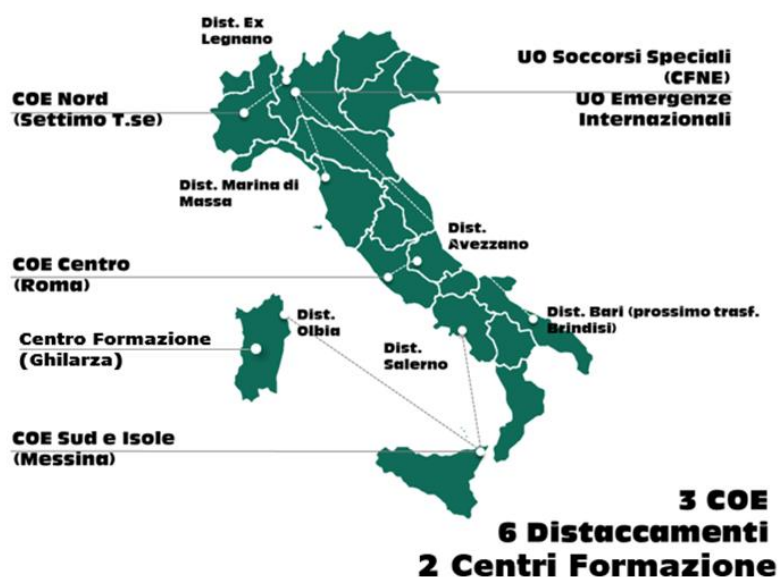 Dist. Ex
Legnano
UO Soccorsi Speciali
(CFNE)
UO Emergenze
Internazionali
COE Nord
(Settimo T.se)
Dist. Marina di
Massa
Dist.
Avezzano
COE Centro
(Roma)
Dist.
Olbia
Dist. Bari (prossimo trasf.
Brindisi)
Centro Formazione
(Ghilarza)
Dist.
Salerno
COE Sud e Isole
(Messina)
3 COE
6 Distaccamenti
2 Centri Formazione